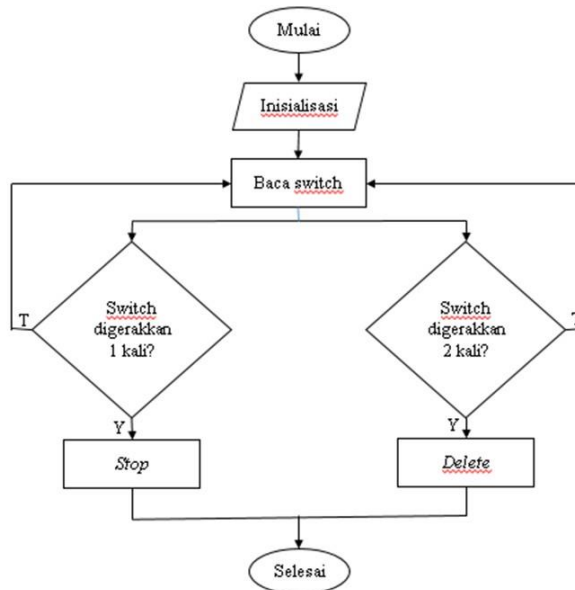 Mulai
Inisialisasi
Baca switch
T
Switch
digerakkan
1 kali?
Switch
digerakkan
2 kali?
T
Y
Y
Stop
Delete
Selesai